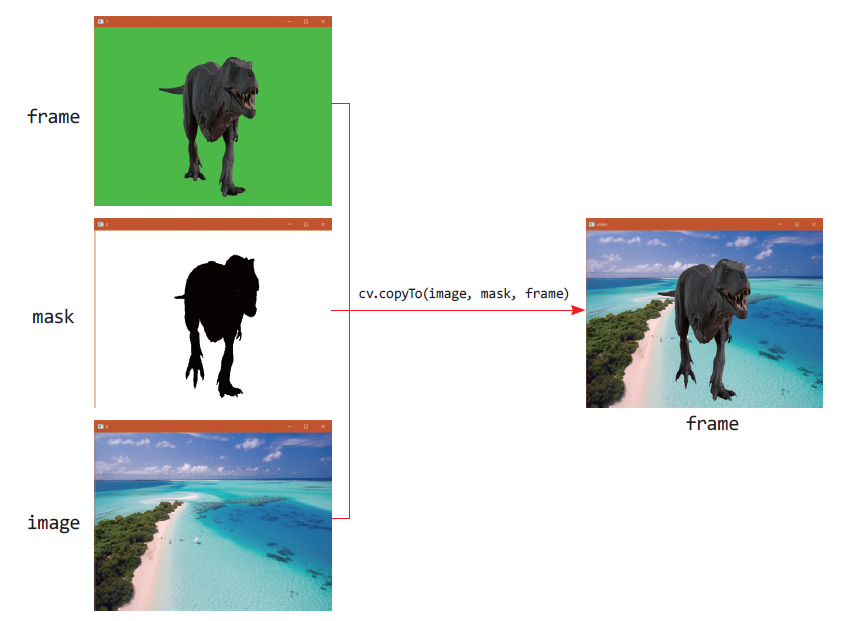 frame
mask
cv.copyTo(image, mask, frame)
frame
image